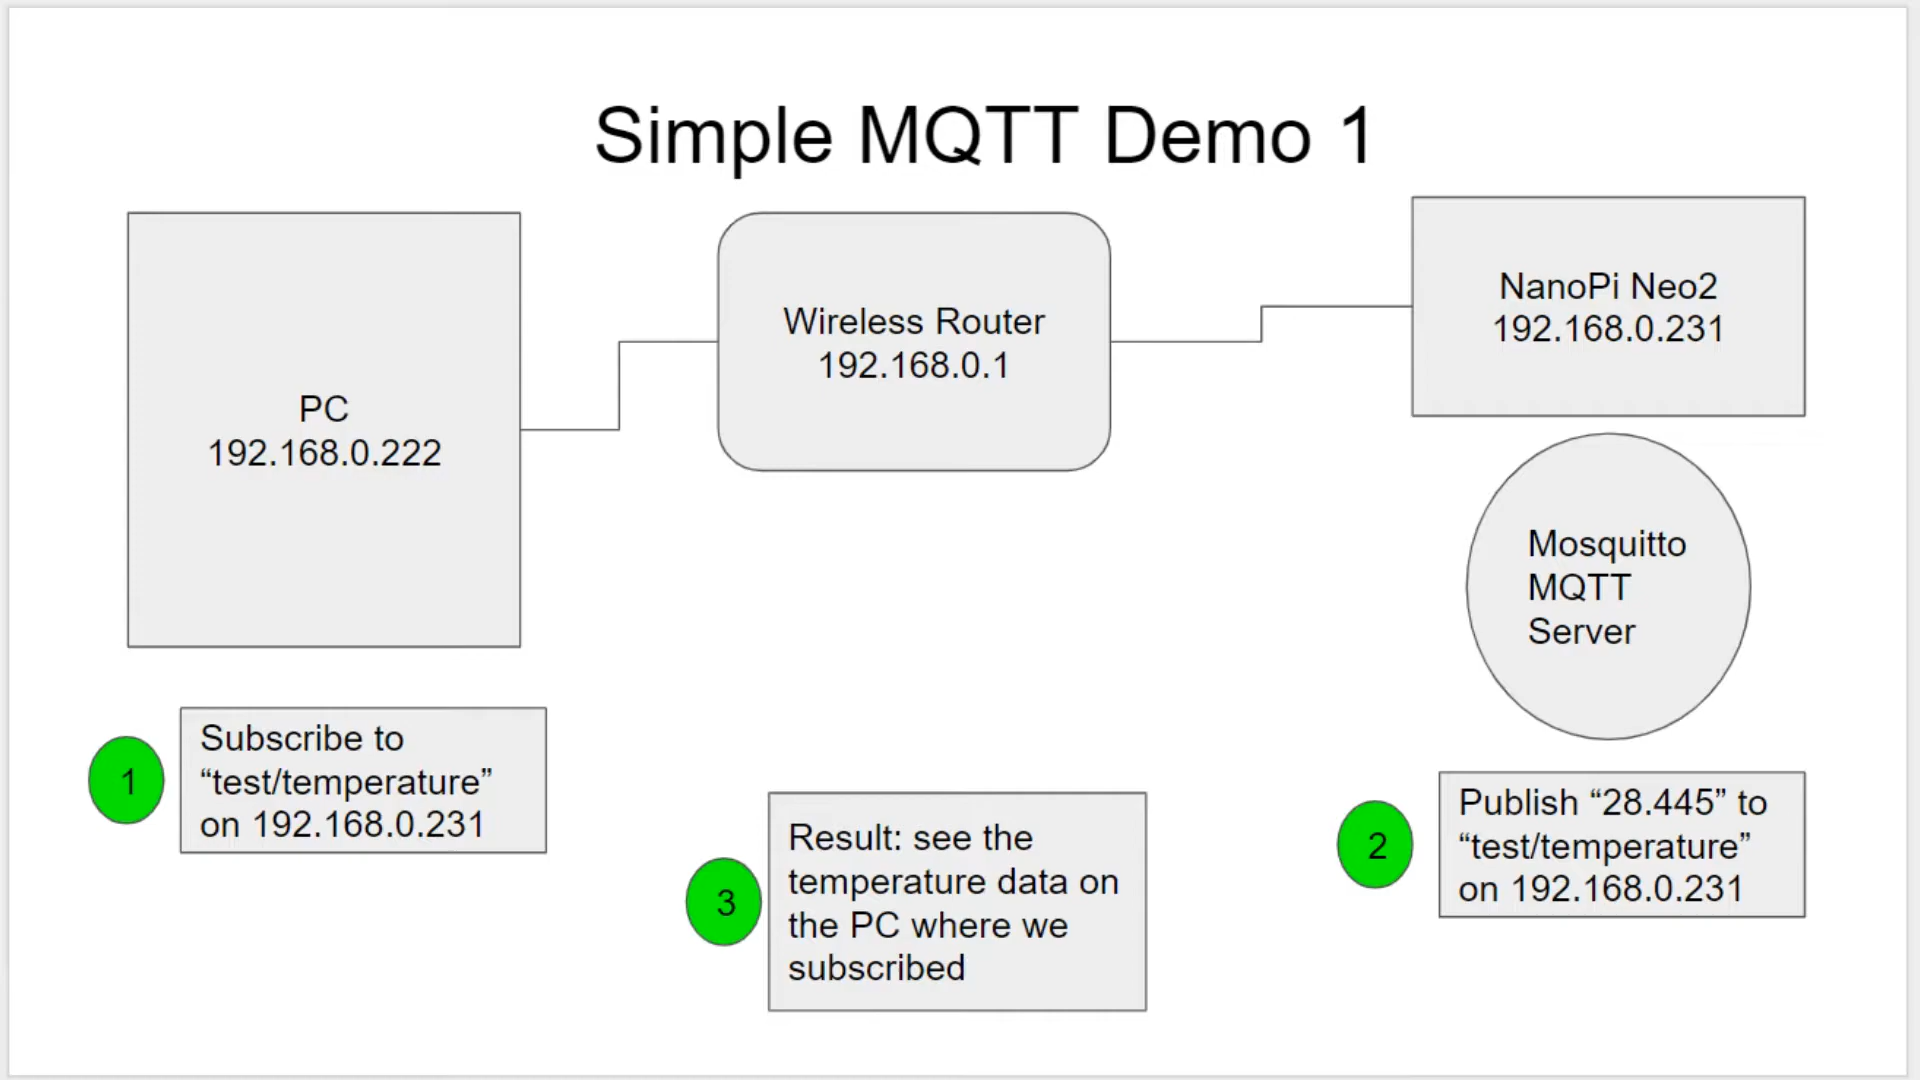 Simple MQTT Demo 1
PC
192.168.0.222
Wireless Router
192.168.0.1
NanoPi Neo2
192.168.0.231
Mosquitto
MQTT
Server
1
Subscribe to
“test/temperature”
on 192.168.0.231
2
Publish “28.445” to
“test/temperature”
on 192.168.0.231
3
Result: see the
temperature data on
the PC where we
subscribed